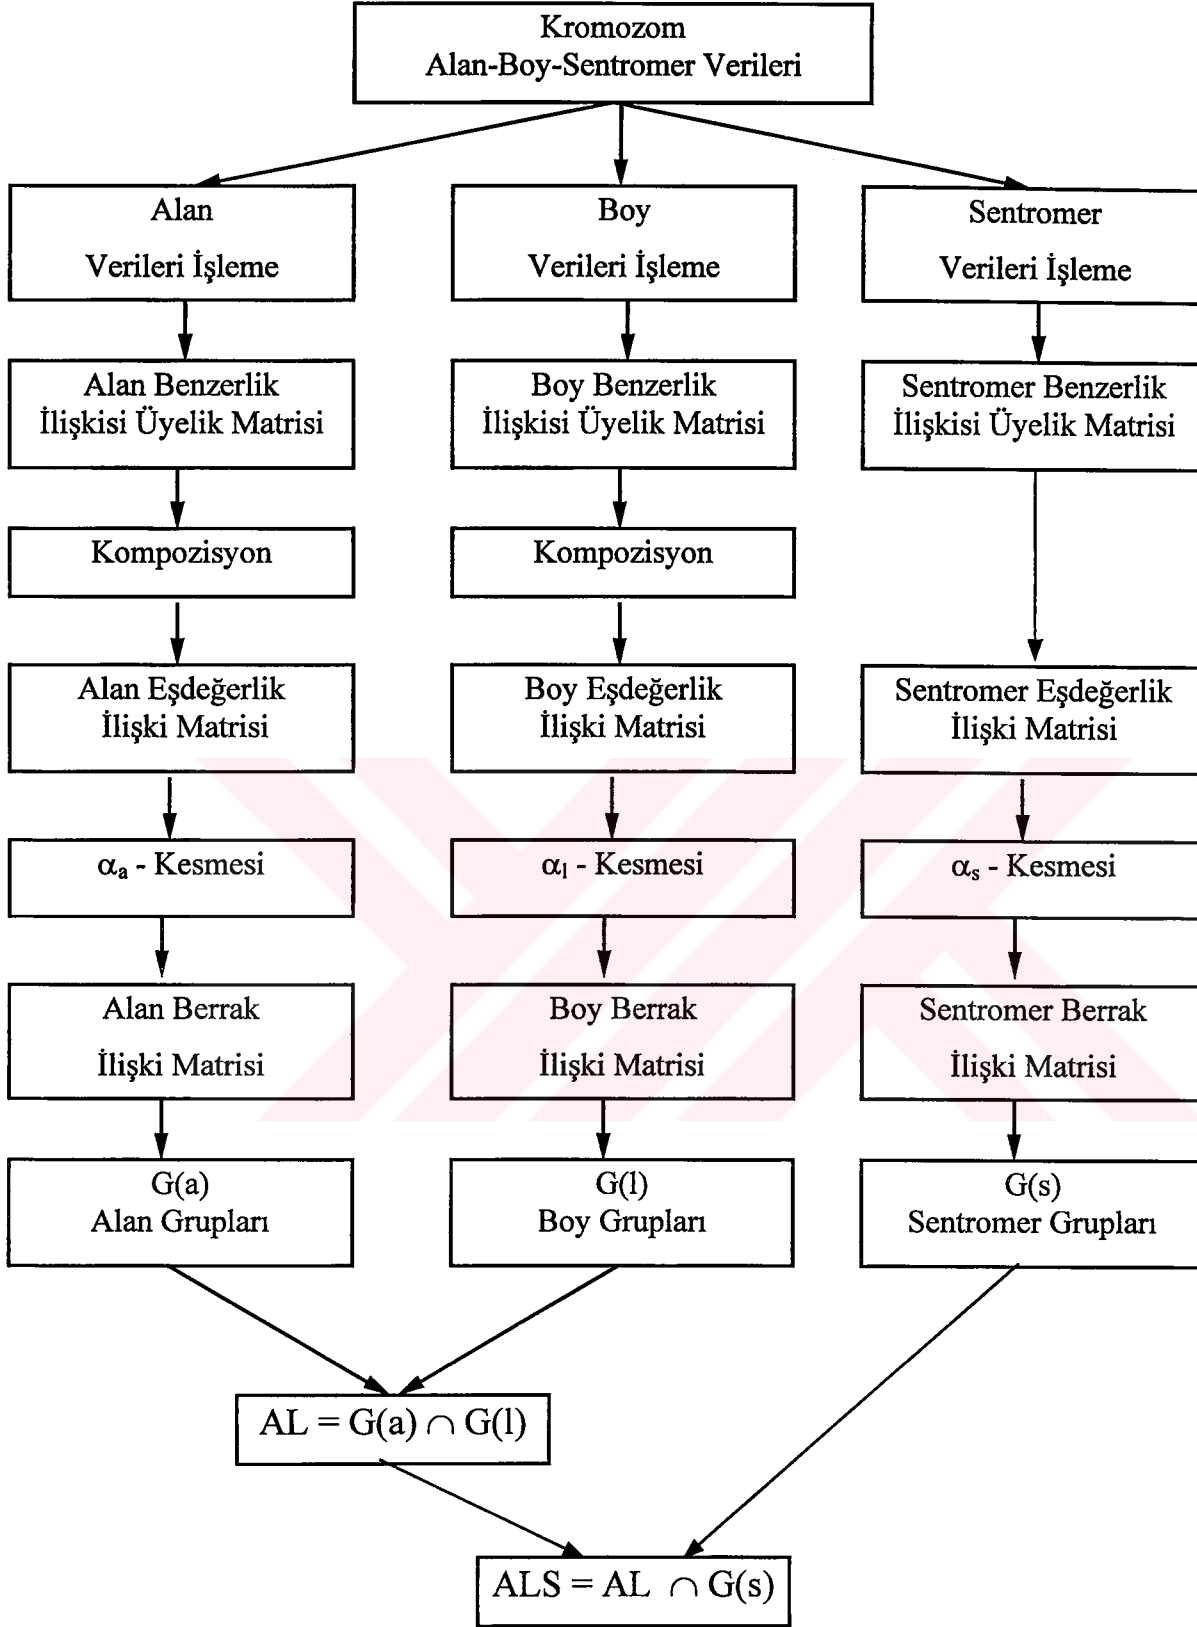 Kromozom
Alan-Boy-Sentromer Verileri
Alan
Verileri İşleme
Boy
Verileri İşleme
Sentromer
Verileri İşleme
Alan Benzerlik
İlişkisi Üyelik Matrisi
Boy Benzerlik
İlişkisi Üyelik Matrisi
Sentromer Benzerlik
İlişkisi Üyelik Matrisi
Kompozisyon
Kompozisyon
Alan Eşdeğerlik
İlişki Matrisi
Boy Eşdeğerlik
İlişki Matrisi
Sentromer Eşdeğerlik
İlişki Matrisi
αa - Kesmesi
αl - Kesmesi
αs - Kesmesi
Alan Berrak
İlişki Matrisi
Boy Berrak
İlişki Matrisi
Sentromer Berrak
İlişki Matrisi
G(a)
Alan Grupları
G(l)
Boy Grupları
G(s)
Sentromer Grupları
AL = G(a) ∩ G(l)
ALS = AL ∩ G(s)